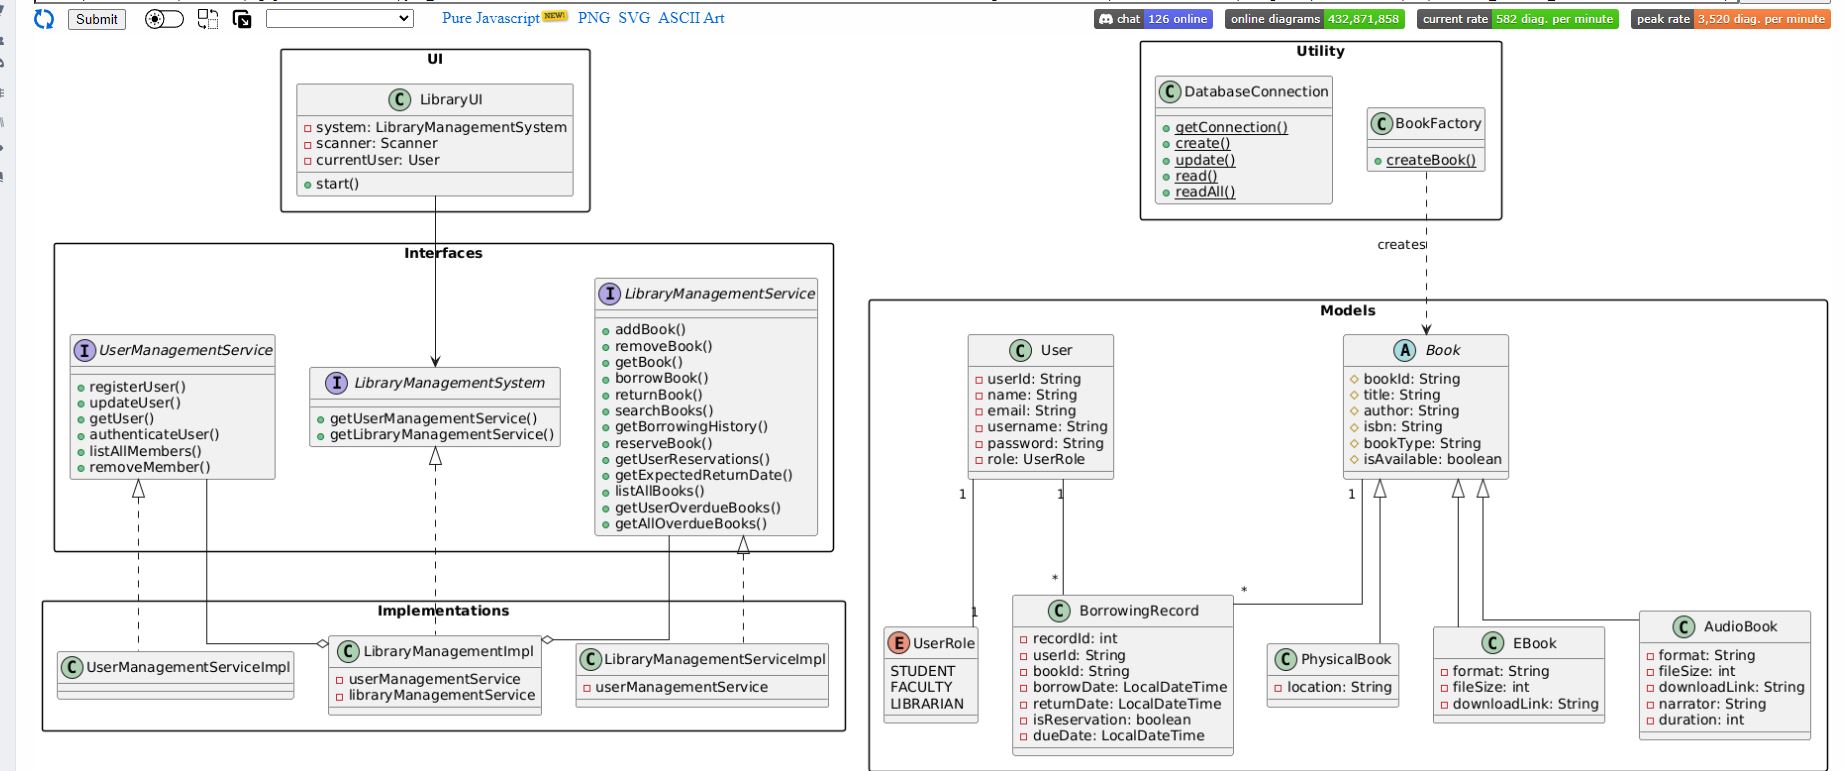 Submit
Pure Javascript NEW! PNG SVG ASCII Art
chat 126 online
online diagrams 432,871,858
current rate 582 diag. per minute
peak rate 3,520 diag. per minute
UI
C LibraryUI
system: LibraryManagementSystem
scanner: Scanner
currentUser: User
start()
Utility
C DatabaseConnection
getConnection()
create()
update()
read()
readAll()
C BookFactory
createBook()
creates
Interfaces
I UserManagementService
registerUser()
updateUser()
getUser()
authenticateUser()
listAllMembers()
removeMember()
I LibraryManagementSystem
getUserManagementService()
getLibraryManagementService()
I LibraryManagementService
addBook()
removeBook()
getBook()
borrowBook()
returnBook()
searchBooks()
getBorrowingHistory()
reserveBook()
getUserReservations()
getExpectedReturnDate()
listAllBooks()
getUserOverdueBooks()
getAllOverdueBooks()
Implementations
C UserManagementServiceImpl
C LibraryManagementImpl
userManagementService
libraryManagementService
C LibraryManagementServiceImpl
userManagementService
Models
C User
userId: String
name: String
email: String
username: String
password: String
role: UserRole
A Book
bookId: String
title: String
author: String
isbn: String
bookType: String
isAvailable: boolean
1
1
1
*
*
1
E UserRole
STUDENT
FACULTY
LIBRARIAN
C BorrowingRecord
recordId: int
userId: String
bookId: String
borrowDate: LocalDateTime
returnDate: LocalDateTime
isReservation: boolean
dueDate: LocalDateTime
C PhysicalBook
location: String
C EBook
format: String
fileSize: int
downloadLink: String
C AudioBook
format: String
fileSize: int
downloadLink: String
narrator: String
duration: int